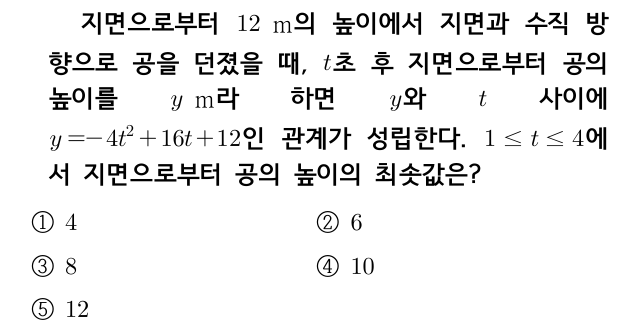 지면으로부터 12 m의 높이에서 지면과 수직 방
향으로 공을 던졌을 때, t초 후 지면으로부터 공의
높이를 y m라 하면 y와 t 사이에
y=−4t²+16t+12인 관계가 성립한다. 1≤t≤4에
서 지면으로부터 공의 높이의 최솟값은?
① 4 ② 6
③ 8 ④ 10
⑤ 12